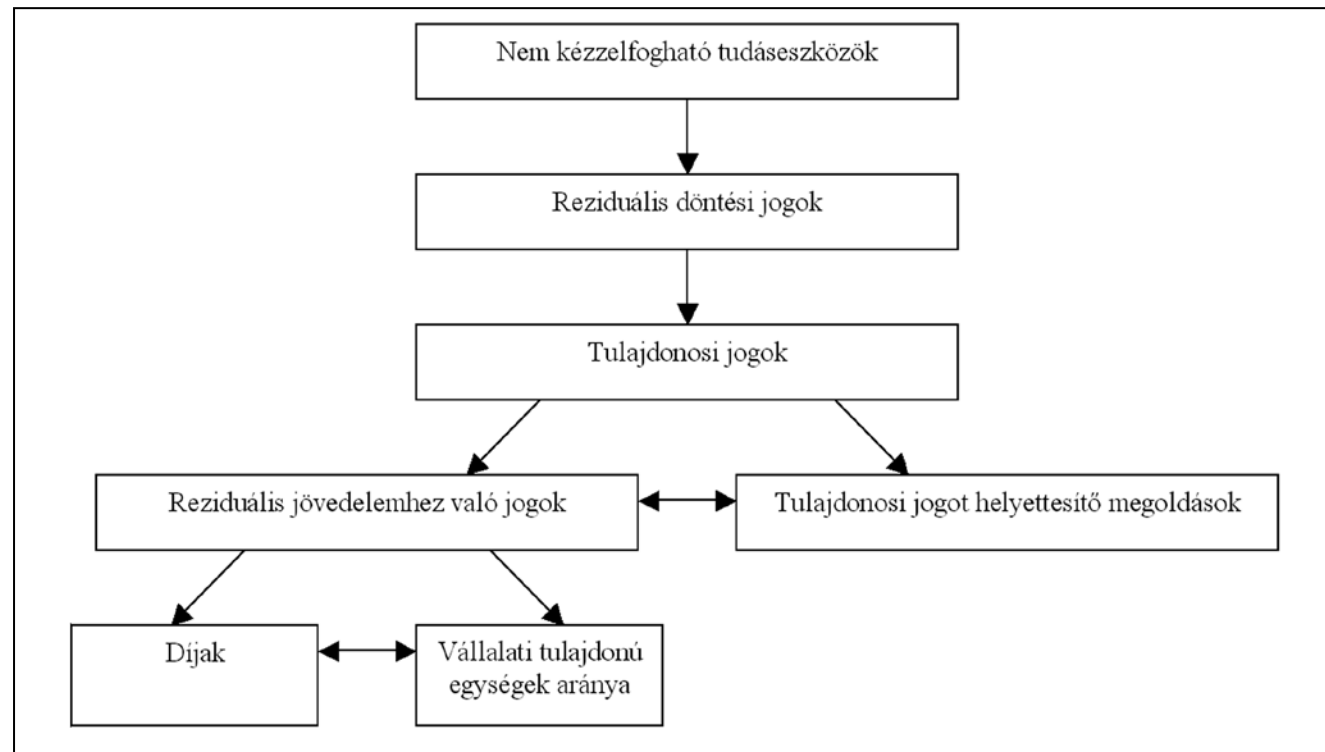 Nem kézzelfogható tudáseszközök
Reziduális döntési jogok
Tulajdonosi jogok
Reziduális jövedelemhez való jogok
Tulajdonosi jogot helyettesítő megoldások
Díjak
Vállalati tulajdonú
egységek aránya